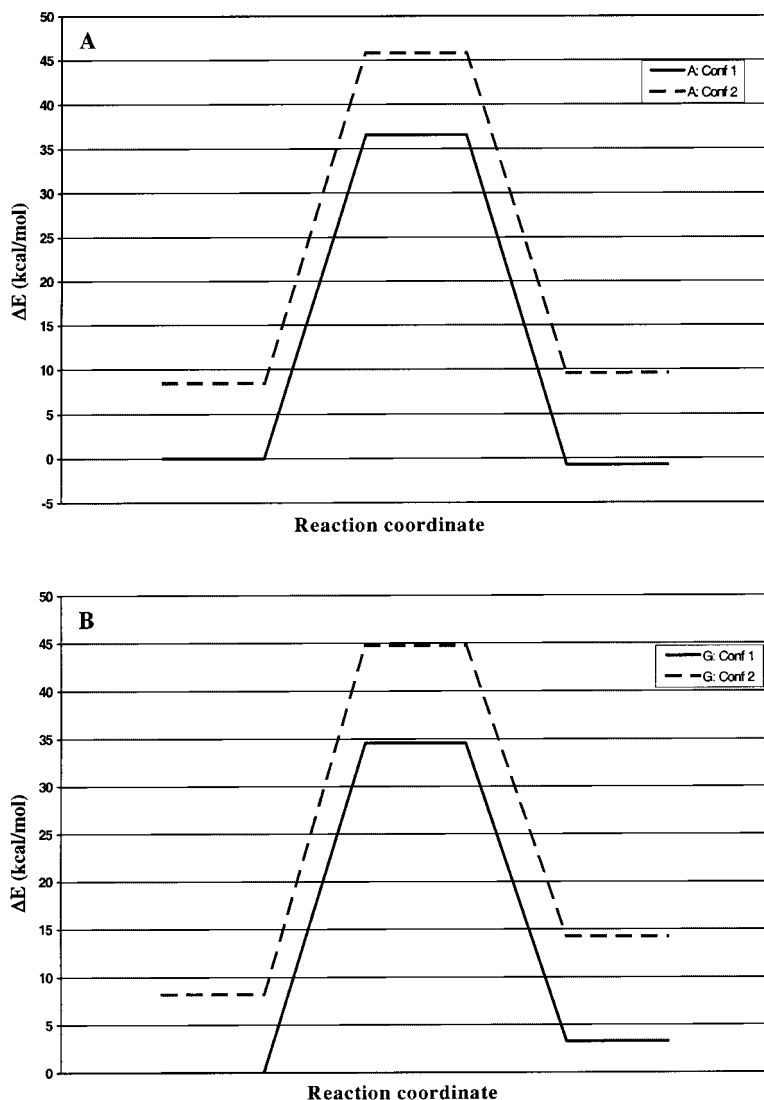 50
A
45
A: Conf 1
A: Conf 2
40
35
30
25
20
15
10
5
0
-5
ΔE (kcal/mol)
Reaction coordinate
50
B
45
G: Conf 1
G: Conf 2
40
35
30
25
20
15
10
5
0
ΔE (kcal/mol)
Reaction coordinate